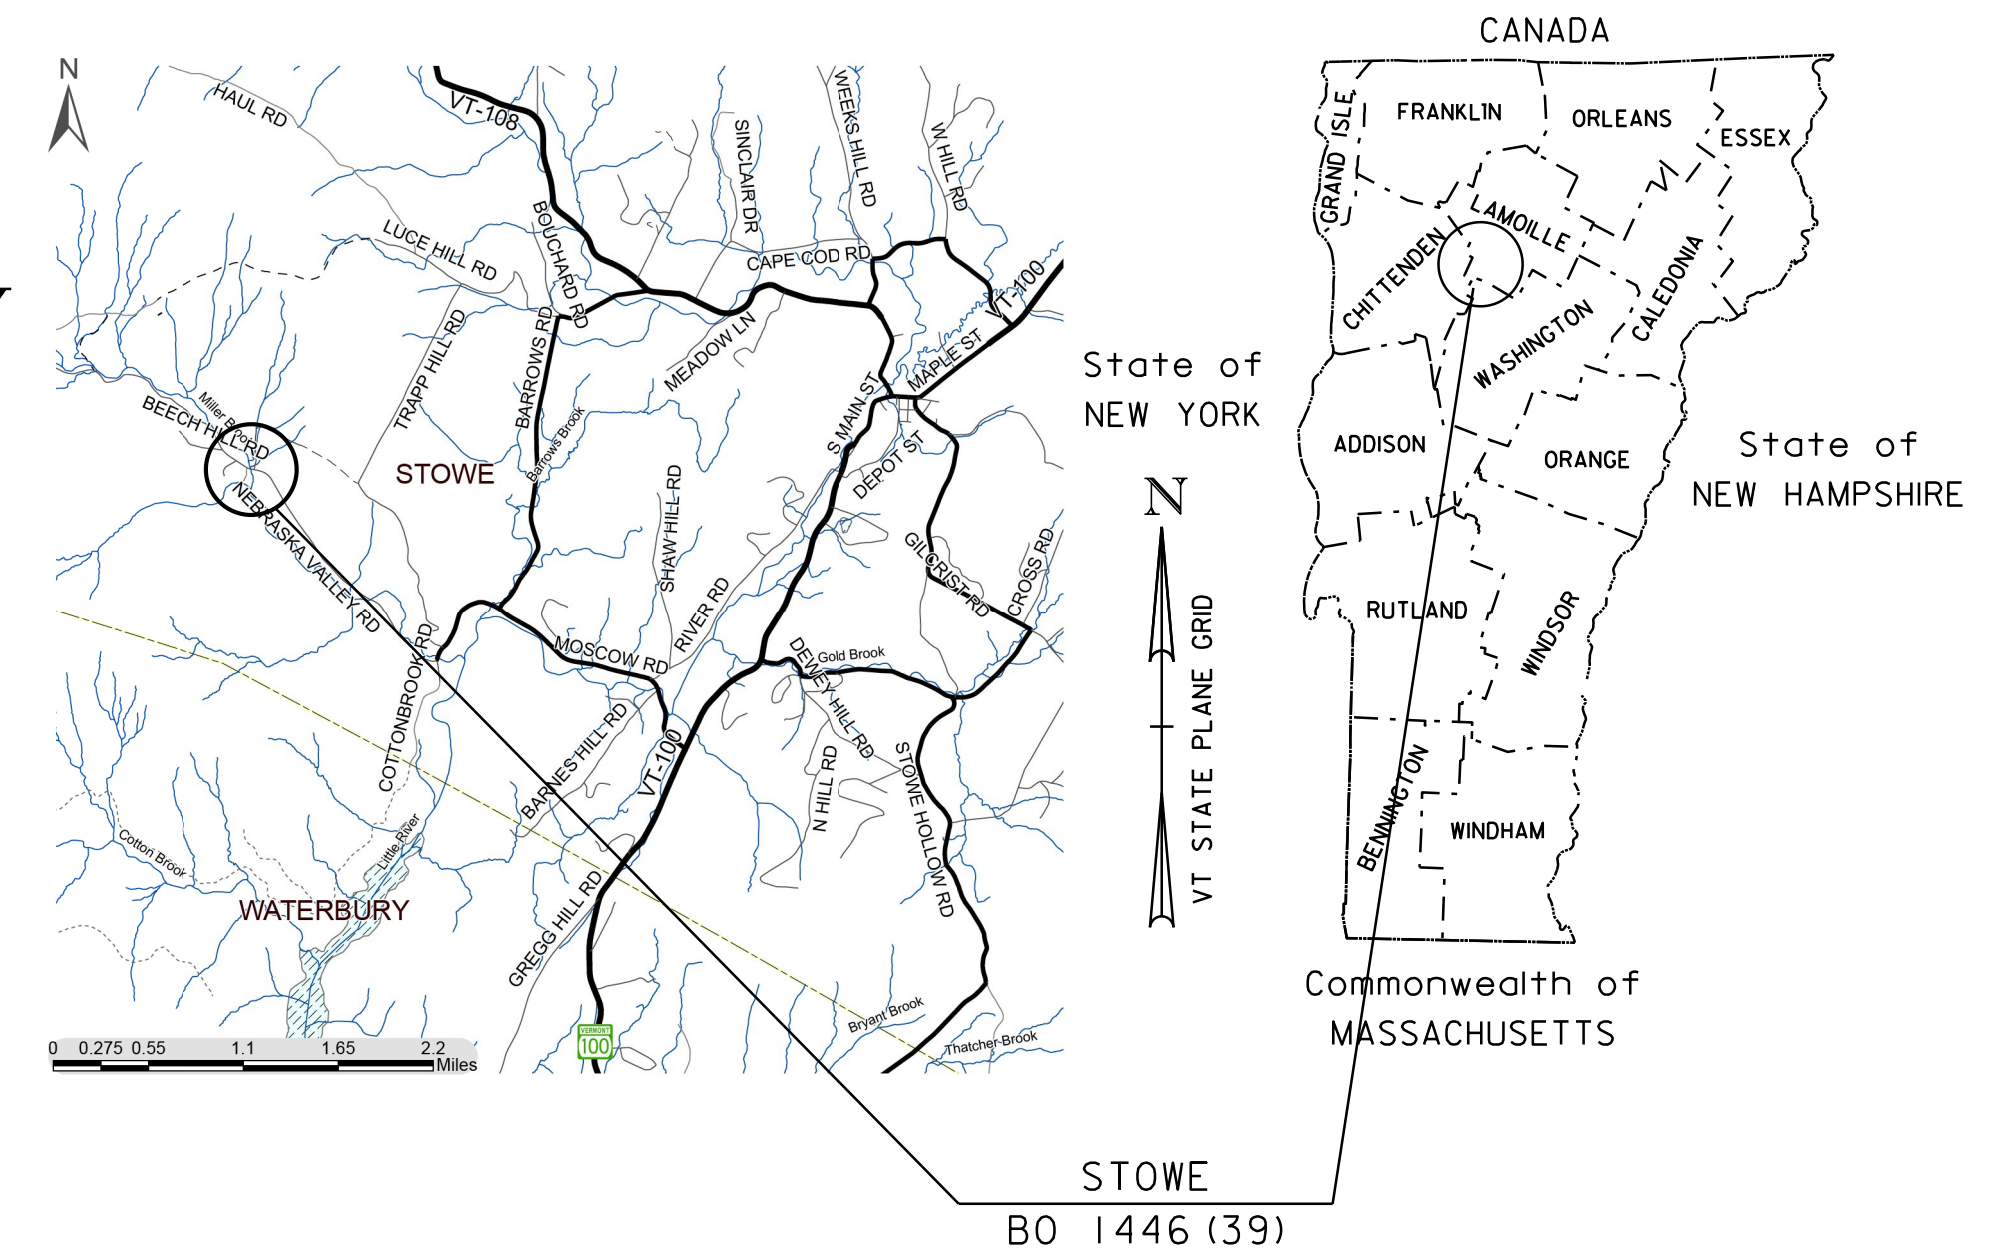 N
HAUL RD
VT-108
WEEKS HILL RD
W HILL RD
SINCLAIR DR
LUCE HILL RD
BOUCHARD RD
CAPE COD RD
VT-100
TRAPP HILL RD
BARROWS RD
MEADOW LN
MAPLE ST
S MAIN ST
Miller Brook
BEECH HILL RD
Barrows Brook
STOWE
DEPOT ST
NEBRASKA VALLEY RD
SHAW HILL RD
GILCRIST RD
CROSS RD
RIVER RD
MOSCOW RD
COTTONBROOK RD
DEWEY HILL RD
Gold Brook
BARNES HILL RD
VT-100
N HILL RD
STOWE HOLLOW RD
Cotton Brook
Little River
WATERBURY
GREGG HILL RD
Bryant Brook
Thatcher Brook
VERMONT
100
0 0.275 0.55 1.1 1.65 2.2
Miles
CANADA
GRAND ISLE
FRANKLIN
ORLEANS
ESSEX
LAMOILLE
CHITTENDEN
CALEDONIA
WASHINGTON
State of
NEW YORK
ADDISON
ORANGE
State of
NEW HAMPSHIRE
N
VT STATE PLANE GRID
RUTLAND
WINDSOR
BENNINGTON
WINDHAM
Commonwealth of
MASSACHUSETTS
STOWE
BO 1446 (39)